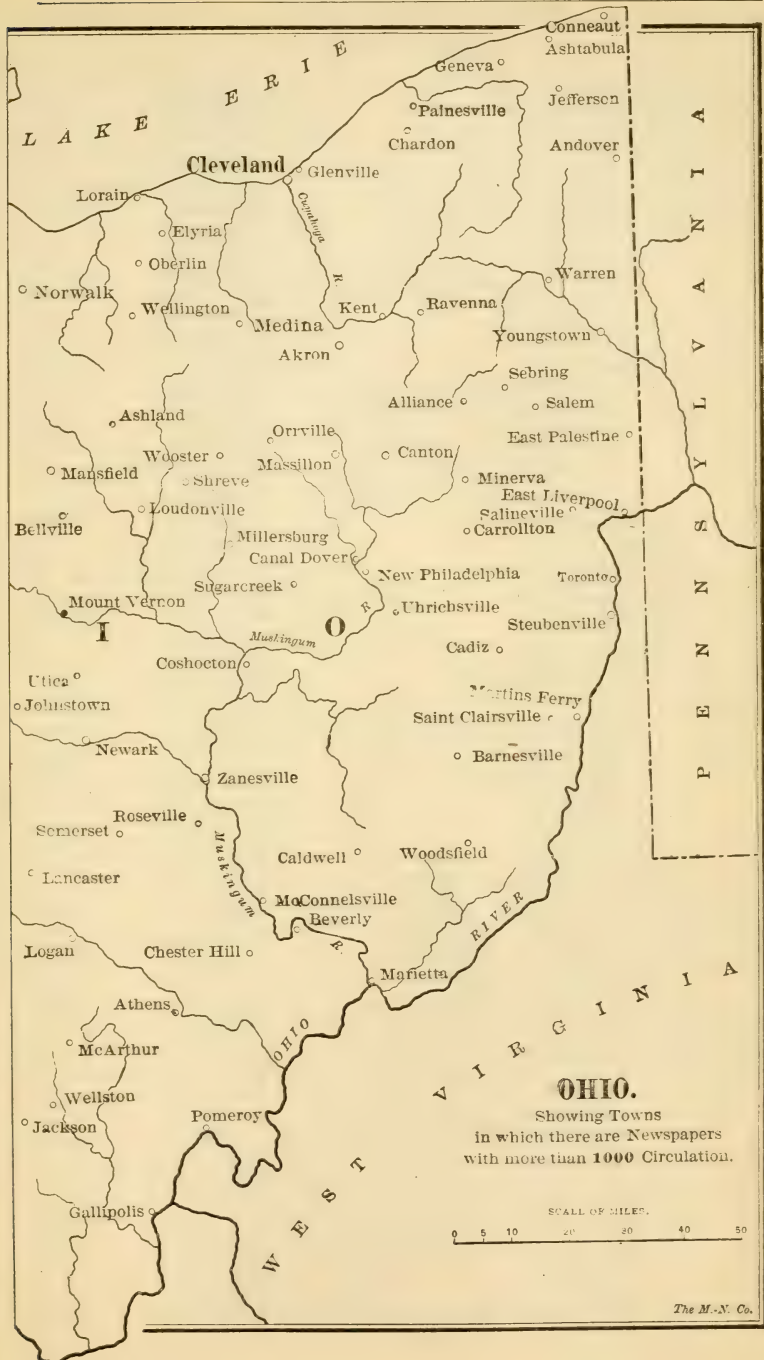 Conneaut
Ashtabula
Geneva
LAKE ERIE
Painesville
Jefferson
Chardon
Andover
Cleveland
Glenville
Lorain
Cuyahoga R.
Elyria
Oberlin
Warren
Norwalk
Wellington
Medina
Kent
Ravenna
Youngstown
Akron
Sebring
Alliance
Salem
Ashland
Orrville
East Palestine
Wooster
Massillon
Canton
Mansfield
Shreve
Minerva
East Liverpool
Loudonville
Salineville
Bellville
Millersburg
Carrollton
Canal Dover
New Philadelphia
Toronto
Sugarcreek
Mount Vernon
Uhrichsville
I O
Muskingum R
Steubenville
Coshocton
Cadiz
Utica
Johnstown
Martins Ferry
Saint Clairsville
Newark
Barnesville
Zanesville
PENNSYLVANIA
Roseville
Somerset
Muskingum R.
Caldwell
Woodsfield
Lancaster
McConnelsville
Beverly
Logan
Chester Hill
Marietta
OHIO RIVER
Athens
McArthur
WEST VIRGINIA
Wellston
Jackson
Pomeroy
Gallipolis
OHIO.
Showing Towns
in which there are Newspapers
with more than 1000 Circulation.
SCALE OF MILES.
0 5 10 20 30 40 50
The M.-N. Co.